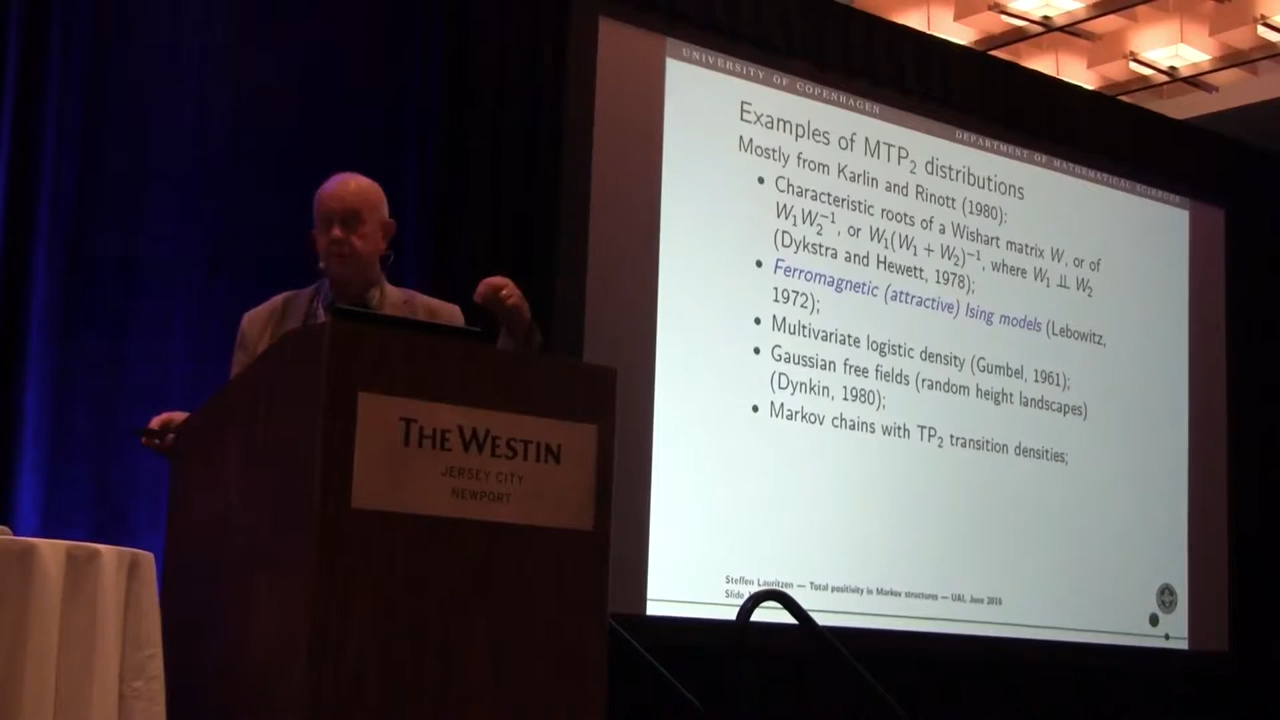 UNIVERSITY OF COPENHAGEN
DEPARTMENT OF MATHEMATICAL SCIENCES
Examples of MTP₂ distributions
Mostly from Karlin and Rinott (1980):
• Characteristic roots of a Wishart matrix W, or of
W₁W₂⁻¹, or W₁(W₁ + W₂)⁻¹, where W₁ ⫫ W₂
(Dykstra and Hewett, 1978);
• Ferromagnetic (attractive) Ising models (Lebowitz,
1972);
• Multivariate logistic density (Gumbel, 1961);
• Gaussian free fields (random height landscapes)
(Dynkin, 1980);
• Markov chains with TP₂ transition densities;
Steffen Lauritzen — Total positivity in Markov structures — UAI, June 2016
Slide
THE WESTIN
JERSEY CITY
NEWPORT